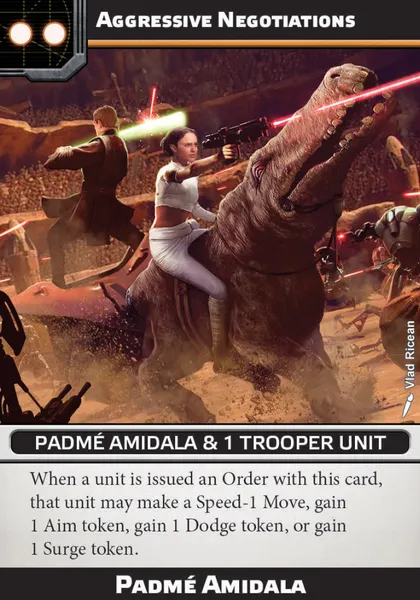 Aggressive Negotiations
Vlad Ricean
PADMÉ AMIDALA & 1 TROOPER UNIT
When a unit is issued an Order with this card,
that unit may make a Speed-1 Move, gain
1 Aim token, gain 1 Dodge token, or gain
1 Surge token.
Padmé Amidala